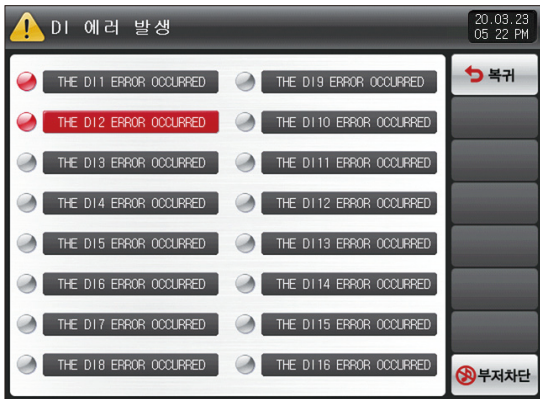 DI 에러 발생
20.03.23
05 22 PM
THE DI1 ERROR OCCURRED
THE DI2 ERROR OCCURRED
THE DI3 ERROR OCCURRED
THE DI4 ERROR OCCURRED
THE DI5 ERROR OCCURRED
THE DI6 ERROR OCCURRED
THE DI7 ERROR OCCURRED
THE DI8 ERROR OCCURRED
THE DI9 ERROR OCCURRED
THE DI10 ERROR OCCURRED
THE DI11 ERROR OCCURRED
THE DI12 ERROR OCCURRED
THE DI13 ERROR OCCURRED
THE DI14 ERROR OCCURRED
THE DI15 ERROR OCCURRED
THE DI16 ERROR OCCURRED
복귀
부저차단